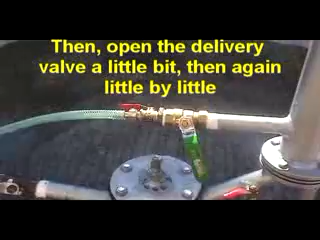 Then, open the delivery
valve a little bit, then again
little by little